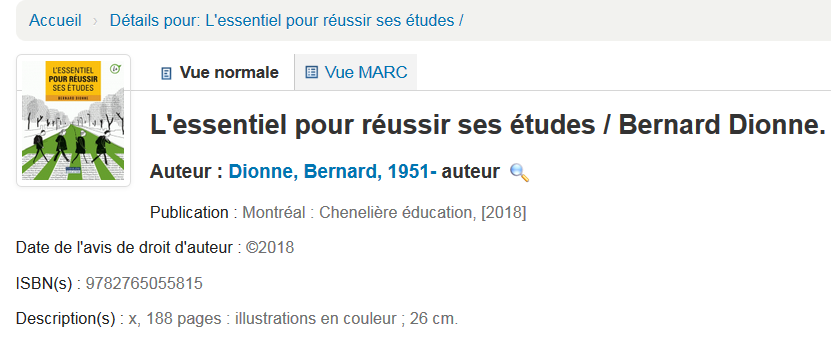 Accueil › Détails pour: L'essentiel pour réussir ses études /
L'ESSENTIEL
POUR RÉUSSIR
SES ÉTUDES
BERNARD DIONNE
Vue normale
Vue MARC
L'essentiel pour réussir ses études / Bernard Dionne.
Auteur : Dionne, Bernard, 1951- auteur
Publication : Montréal : Chenelière éducation, [2018]
Date de l'avis de droit d'auteur : ©2018
ISBN(s) : 9782765055815
Description(s) : x, 188 pages : illustrations en couleur ; 26 cm.